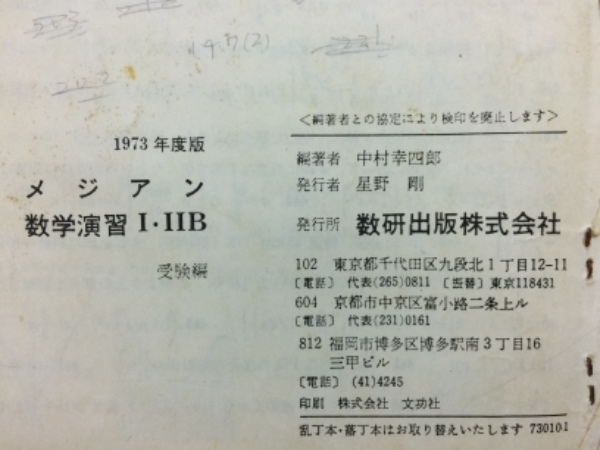 197(2)
1973年度版
メジアン
数学演習 I・IIB
受験編
<編著者との協定により検印を廃止します>
編著者 中村幸四郎
発行者 星野 剛
発行所 数研出版株式会社
102 東京都千代田区九段北1丁目12-11
〔電話〕 代表(265)0811 〔振替〕東京118431
604 京都市中京区富小路二条上ル
〔電話〕 代表(231)0161
812 福岡市博多区博多駅南3丁目16
三甲ビル
〔電話〕 (41)4245
印刷 株式会社 文功社
乱丁本・落丁本はお取り替えいたします 730101